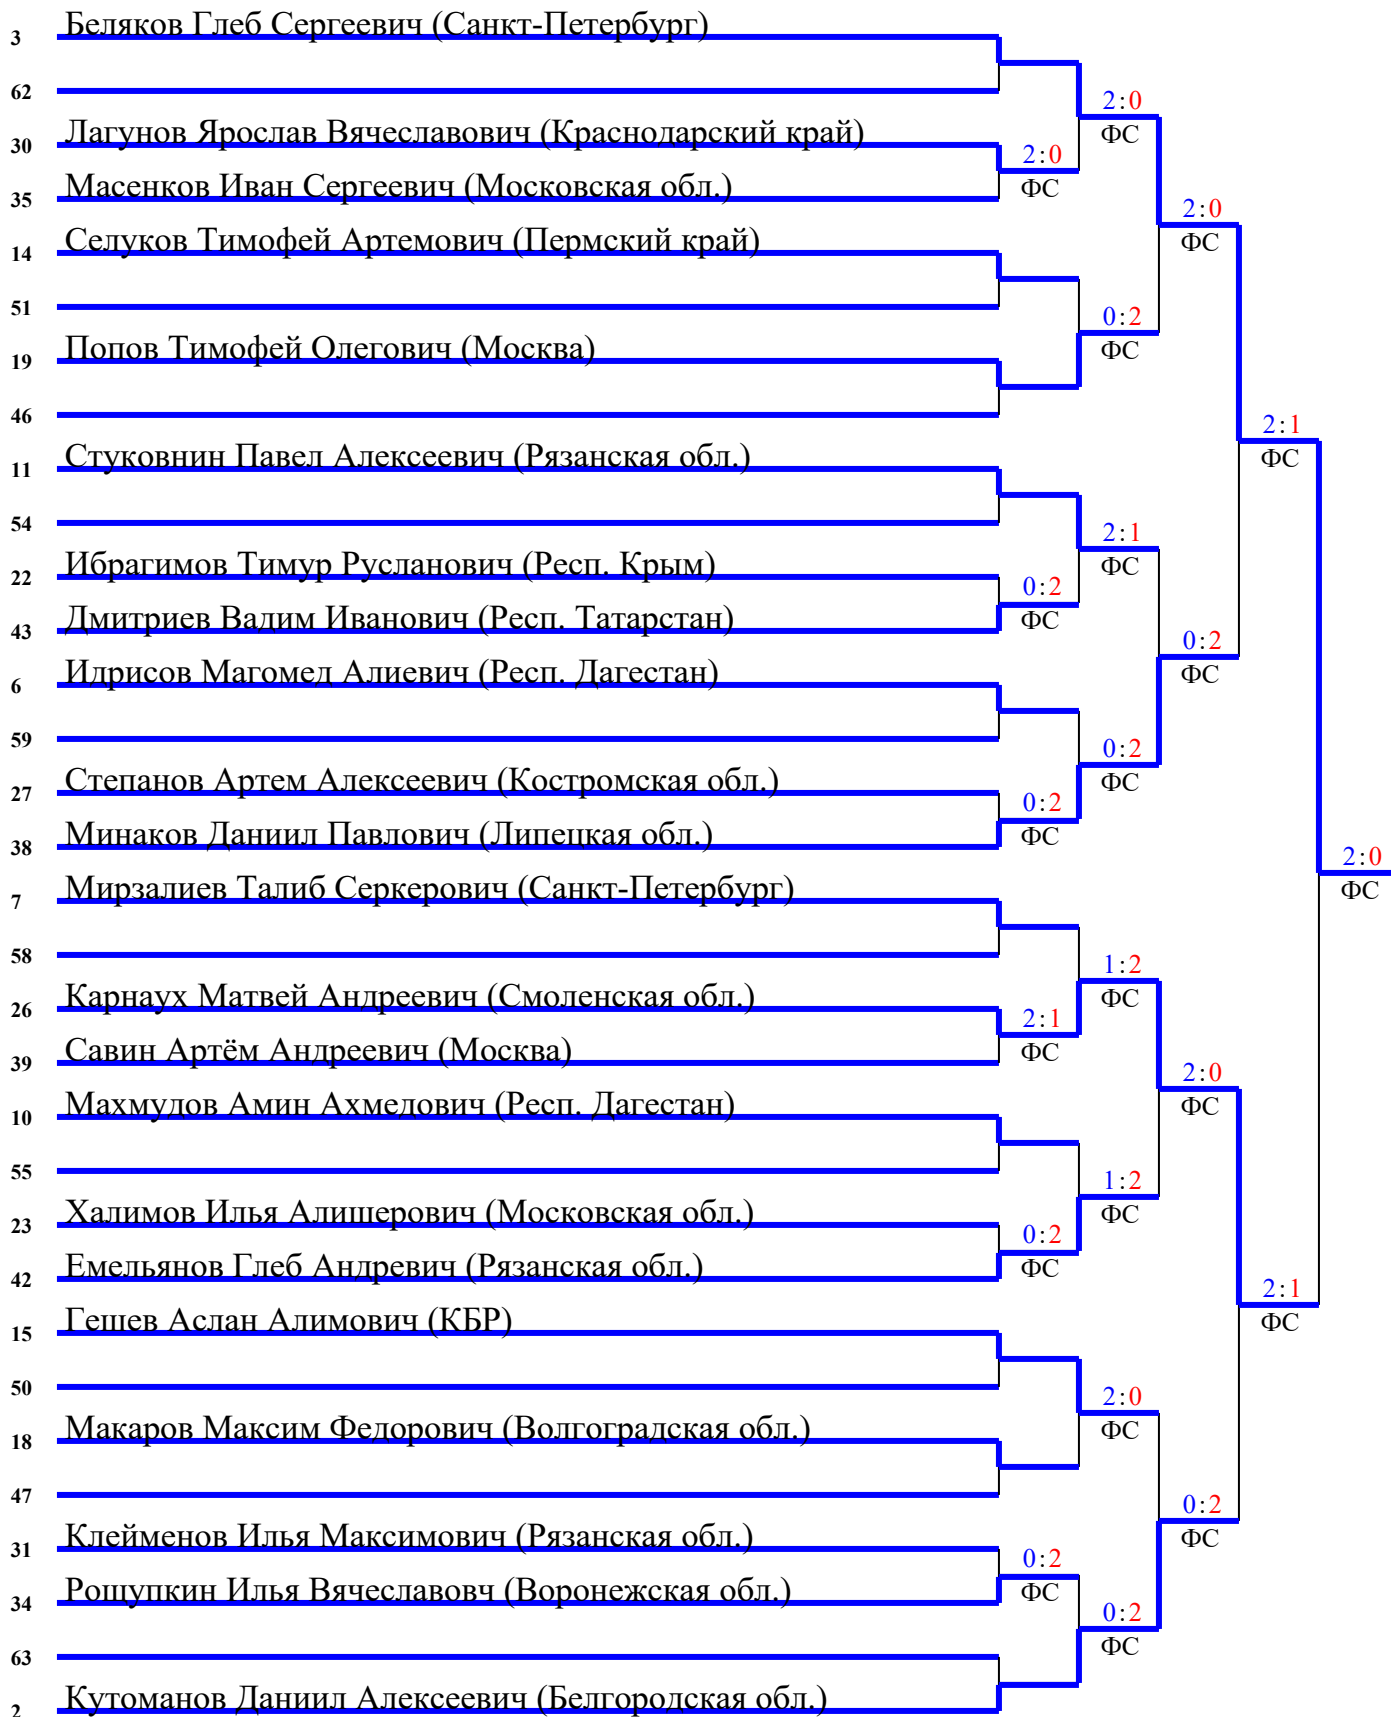 3 Беляков Глеб Сергеевич (Санкт-Петербург)
62
2:0
ФС
30 Лагунов Ярослав Вячеславович (Краснодарский край)
2:0
ФС
35 Масенков Иван Сергеевич (Московская обл.)
2:0
ФС
14 Селуков Тимофей Артемович (Пермский край)
51
0:2
ФС
19 Попов Тимофей Олегович (Москва)
46
2:1
ФС
11 Стуковнин Павел Алексеевич (Рязанская обл.)
54
2:1
ФС
22 Ибрагимов Тимур Русланович (Респ. Крым)
0:2
ФС
43 Дмитриев Вадим Иванович (Респ. Татарстан)
0:2
ФС
6 Идрисов Магомед Алиевич (Респ. Дагестан)
59
0:2
ФС
27 Степанов Артем Алексеевич (Костромская обл.)
0:2
ФС
38 Минаков Даниил Павлович (Липецкая обл.)
2:0
ФС
7 Мирзалиев Талиб Серкерович (Санкт-Петербург)
58
1:2
ФС
26 Карнаух Матвей Андреевич (Смоленская обл.)
2:1
ФС
39 Савин Артём Андреевич (Москва)
2:0
ФС
10 Махмудов Амин Ахмедович (Респ. Дагестан)
55
1:2
ФС
23 Халимов Илья Алишерович (Московская обл.)
0:2
ФС
42 Емельянов Глеб Андревич (Рязанская обл.)
2:1
ФС
15 Гешев Аслан Алимович (КБР)
50
2:0
ФС
18 Макаров Максим Федорович (Волгоградская обл.)
47
0:2
ФС
31 Клейменов Илья Максимович (Рязанская обл.)
0:2
ФС
34 Рощупкин Илья Вячеславовч (Воронежская обл.)
0:2
ФС
63
2 Кутоманов Даниил Алексеевич (Белгородская обл.)